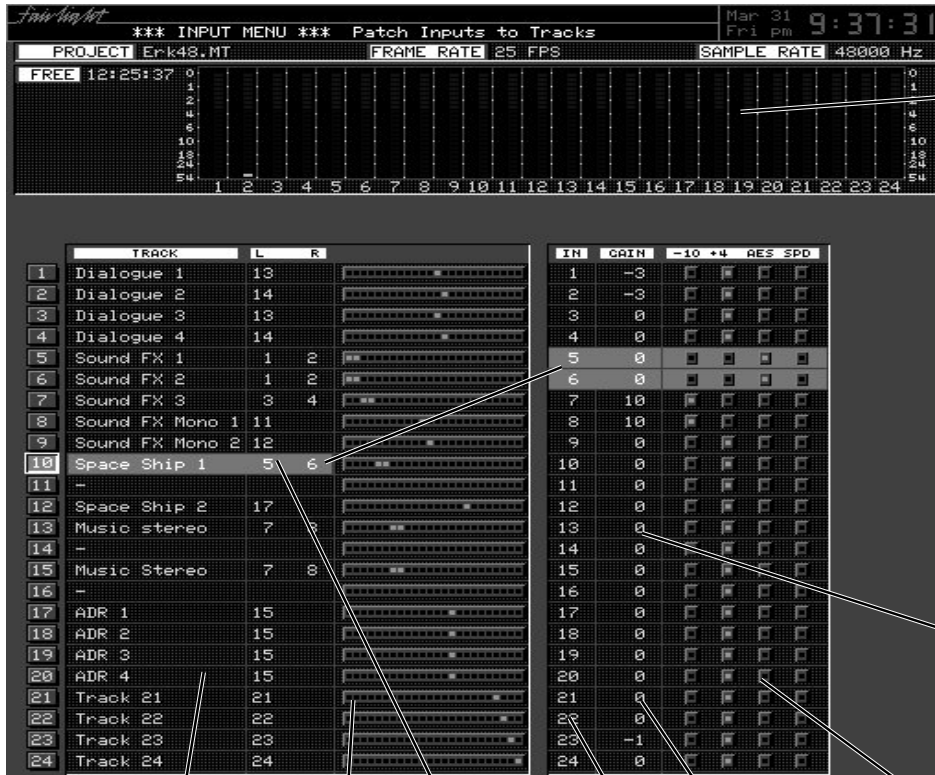 Fairlight
*** INPUT MENU *** Patch Inputs to Tracks
Mar 31
Fri pm
9:37:31
PROJECT Erk48.MT FRAME RATE 25 FPS SAMPLE RATE 48000 Hz
FREE 12:25:37
0 0
1 1
2 2
4 4
6 6
10 10
18 18
24 24
54 54
1 2 3 4 5 6 7 8 9 10 11 12 13 14 15 16 17 18 19 20 21 22 23 24
TRACK L R IN GAIN -10 +4 AES SPD
1 Dialogue 1 13 1 -3
2 Dialogue 2 14 2 -3
3 Dialogue 3 13 3 0
4 Dialogue 4 14 4 0
5 Sound FX 1 1 2 5 0
6 Sound FX 2 1 2 6 0
7 Sound FX 3 3 4 7 10
8 Sound FX Mono 1 11 8 10
9 Sound FX Mono 2 12 9 0
10 Space Ship 1 5 6 10 0
11 - 11 0
12 Space Ship 2 17 12 0
13 Music stereo 7 8 13 0
14 - 14 0
15 Music Stereo 7 8 15 0
16 - 16 0
17 ADR 1 15 17 0
18 ADR 2 15 18 0
19 ADR 3 15 19 0
20 ADR 4 15 20 0
21 Track 21 21 21 0
22 Track 22 22 22 0
23 Track 23 23 23 -1
24 Track 24 24 24 0